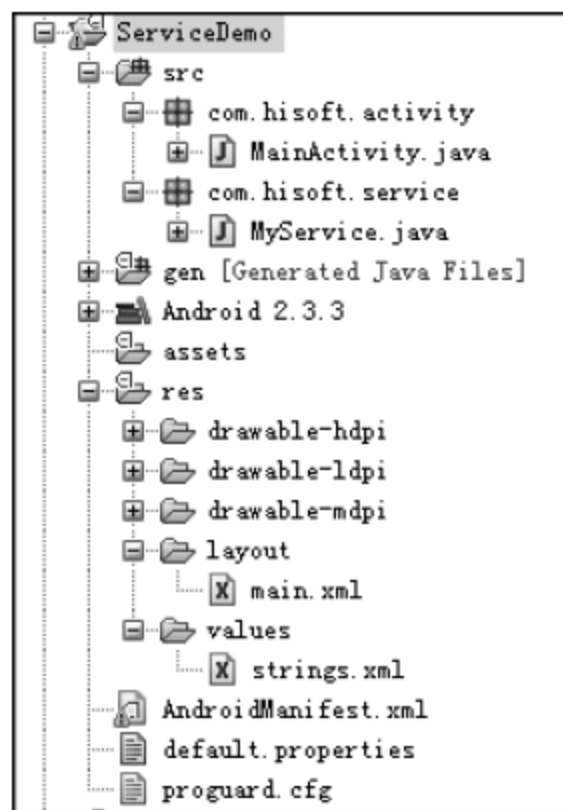 ServiceDemo
src
com.hisoft.activity
MainActivity.java
com.hisoft.service
MyService.java
gen [Generated Java Files]
Android 2.3.3
assets
res
drawable-hdpi
drawable-ldpi
drawable-mdpi
layout
main.xml
values
strings.xml
AndroidManifest.xml
default.properties
proguard.cfg